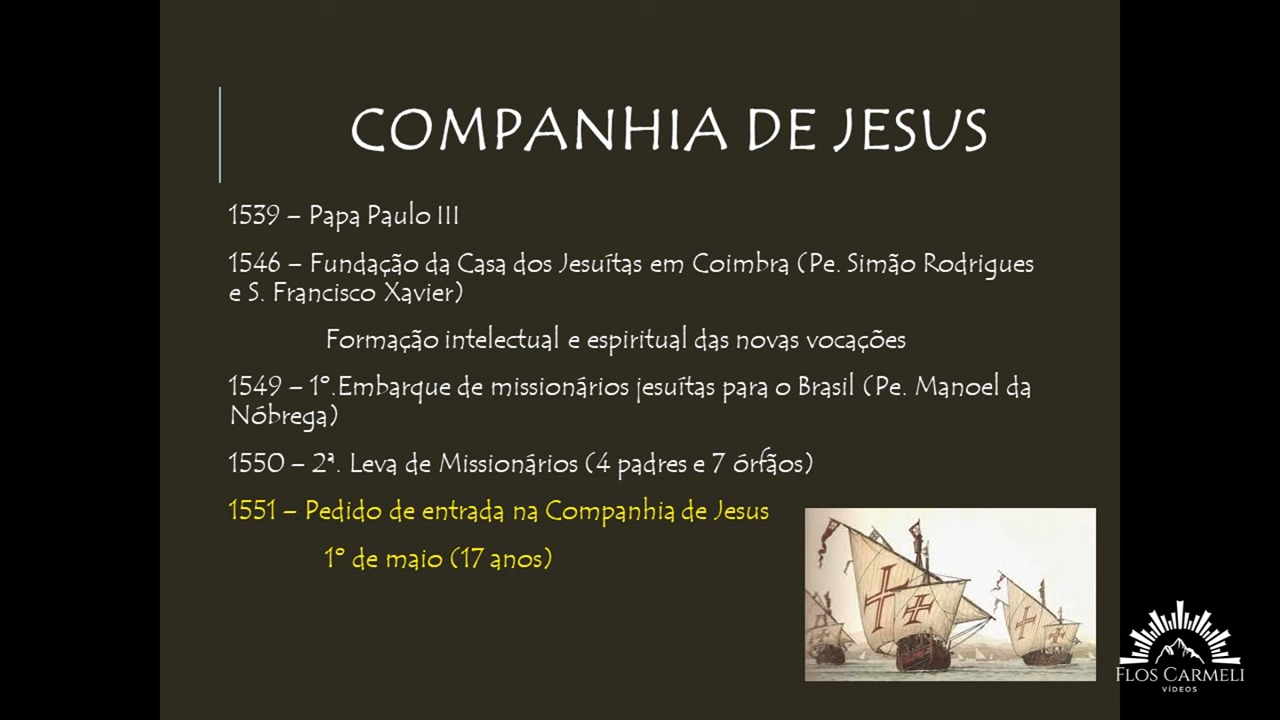 COMPANHIA DE JESUS
1539 – Papa Paulo III
1546 – Fundação da Casa dos Jesuítas em Coimbra (Pe. Simão Rodrigues
e S. Francisco Xavier)
Formação intelectual e espiritual das novas vocações
1549 – 1º.Embarque de missionários jesuítas para o Brasil (Pe. Manoel da
Nóbrega)
1550 – 2ª. Leva de Missionários (4 padres e 7 órfãos)
1551 – Pedido de entrada na Companhia de Jesus
1º de maio (17 anos)
FLOS CARMELI
VÍDEOS